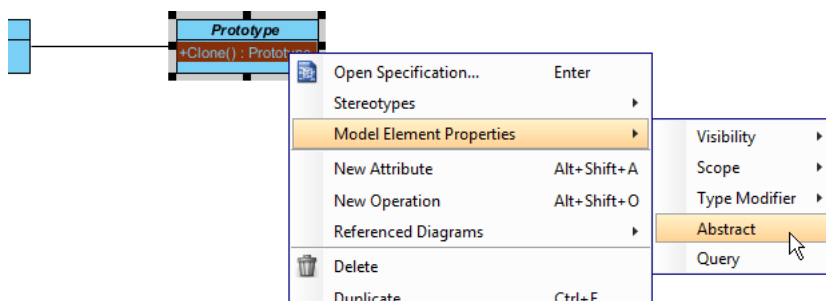 Prototype
+Clone() : Prototype
Open Specification... Enter
Stereotypes
Model Element Properties
Visibility
New Attribute Alt+Shift+A
Scope
New Operation Alt+Shift+O
Type Modifier
Referenced Diagrams
Abstract
Delete
Query
Duplicate Ctrl+E